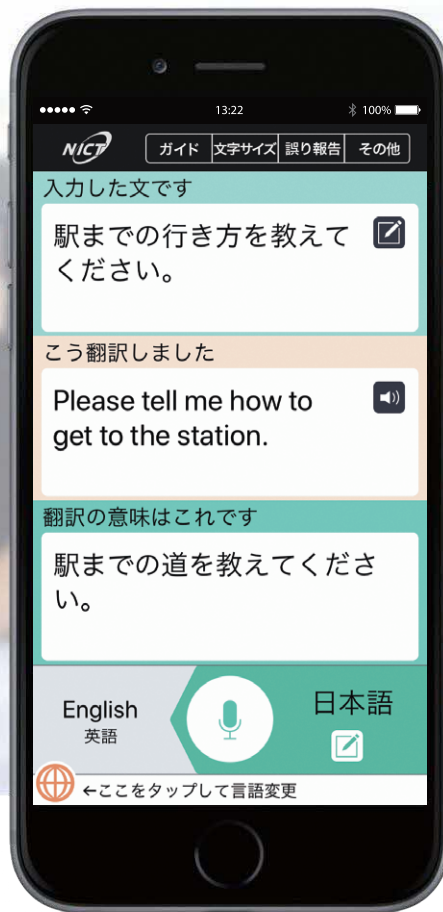 13:22
100%
NICT
ガイド 文字サイズ 誤り報告 その他
入力した文です
駅までの行き方を教えて
ください。
こう翻訳しました
Please tell me how to
get to the station.
翻訳の意味はこれです
駅までの道を教えてくださ
い。
English
英語
日本語
←ここをタップして言語変更